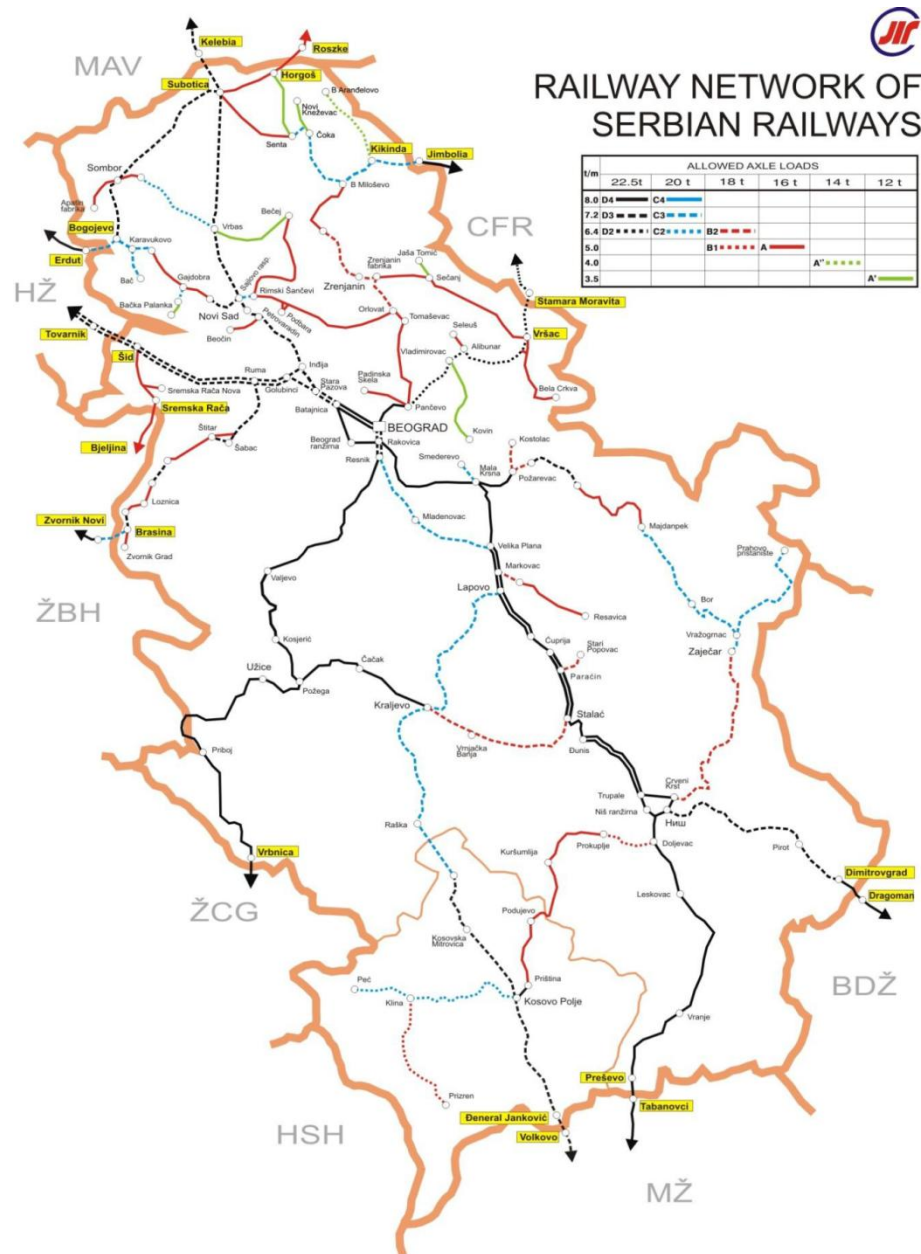 RAILWAY NETWORK OF
SERBIAN RAILWAYS
t/m
ALLOWED AXLE LOADS
22.5t 20 t 18 t 16 t 14 t 12 t
8.0 D4 C4
7.2 D3 C3
6.4 D2 C2 B2
5.0 B1 A
4.0 A''
3.5 A'
MAV
Kelebia
Roszke
Subotica
Horgoš
B Aranđelovo
Novi
Kneževac
Senta
Čoka
Kikinda
Jimbolia
B Miloševo
CFR
Sombor
Apatin
fabrika
Bogojevo
Erdut
Karavukovo
Vrbas
Bečej
Bač
HŽ
Gajdobra
Bačka Palanka
Novi Sad
Sajlovo rasp.
Rimski Šančevi
Podbara
Petrovaradin
Beočin
Zrenjanin
Zrenjanin
fabrika
Jaša Tomić
Sečanj
Orlovat
Tomaševac
Stamara Moravita
Vršac
Seleuš
Alibunar
Vladimirovac
Bela Crkva
Kovin
Padinska
Skela
Pančevo
Tovarnik
Šid
Sremska Rača Nova
Sremska Rača
Bjeljina
Ruma
Golubinci
Inđija
Stara
Pazova
Batajnica
BEOGRAD
Beograd
ranžirna
Rakovica
Resnik
Štitar
Šabac
Loznica
Zvornik Novi
Brasina
Zvornik Grad
Smederevo
Mala
Krsna
Kostolac
Požarevac
Mladenovac
Velika Plana
Majdanpek
Prahovo
pristanište
Markovac
Lapovo
Resavica
Bor
Vražogrnac
Zaječar
ŽBH
Valjevo
Kosjerić
Užice
Požega
Čačak
Kraljevo
Vrnjačka
Banja
Ćuprija
Stari
Popovac
Paraćin
Stalać
Đunis
Priboj
Crveni
Krst
Trupale
Niš ranžirna
Ниш
Raška
Prokuplje
Doljevac
Kuršumlija
Pirot
Dimitrovgrad
Dragoman
Vrbnica
ŽCG
Leskovac
Podujevo
Kosovska
Mitrovica
Priština
Peć
Klina
Kosovo Polje
BDŽ
Vranje
Prizren
Preševo
Tabanovci
Đeneral Janković
Volkovo
HSH
MŽ